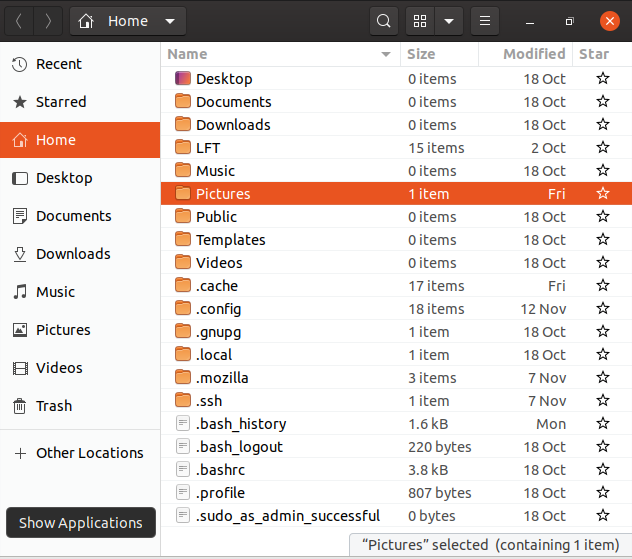 Home
Name Size Modified Star
Recent
Starred
Home
Desktop
Documents
Downloads
Music
Pictures
Videos
Trash
Other Locations
Show Applications
Desktop 0 items 18 Oct
Documents 0 items 18 Oct
Downloads 0 items 18 Oct
LFT 15 items 2 Oct
Music 0 items 18 Oct
Pictures 1 item Fri
Public 0 items 18 Oct
Templates 0 items 18 Oct
Videos 0 items 18 Oct
.cache 17 items Fri
.config 18 items 12 Nov
.gnupg 1 item 18 Oct
.local 1 item 18 Oct
.mozilla 3 items 7 Nov
.ssh 1 item 7 Nov
.bash_history 1.6 kB Mon
.bash_logout 220 bytes 18 Oct
.bashrc 3.8 kB 18 Oct
.profile 807 bytes 18 Oct
.sudo_as_admin_successful 0 bytes 18 Oct
“Pictures” selected (containing 1 item)